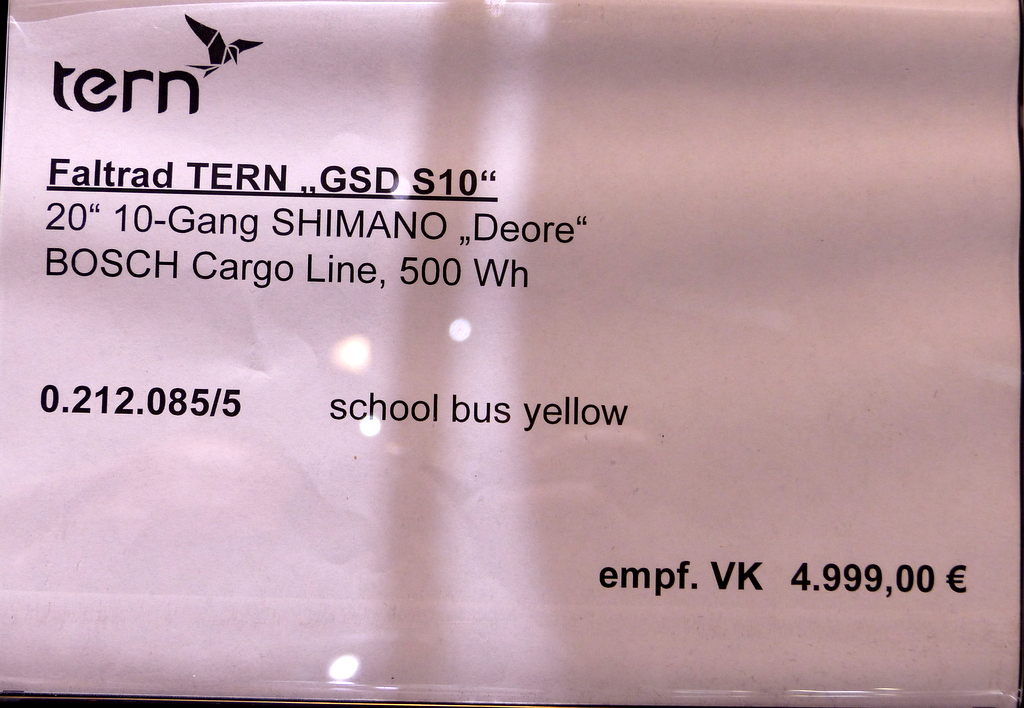 tern
Faltrad TERN „GSD S10“
20“ 10-Gang SHIMANO „Deore“
BOSCH Cargo Line, 500 Wh
0.212.085/5 school bus yellow
empf. VK 4.999,00 €